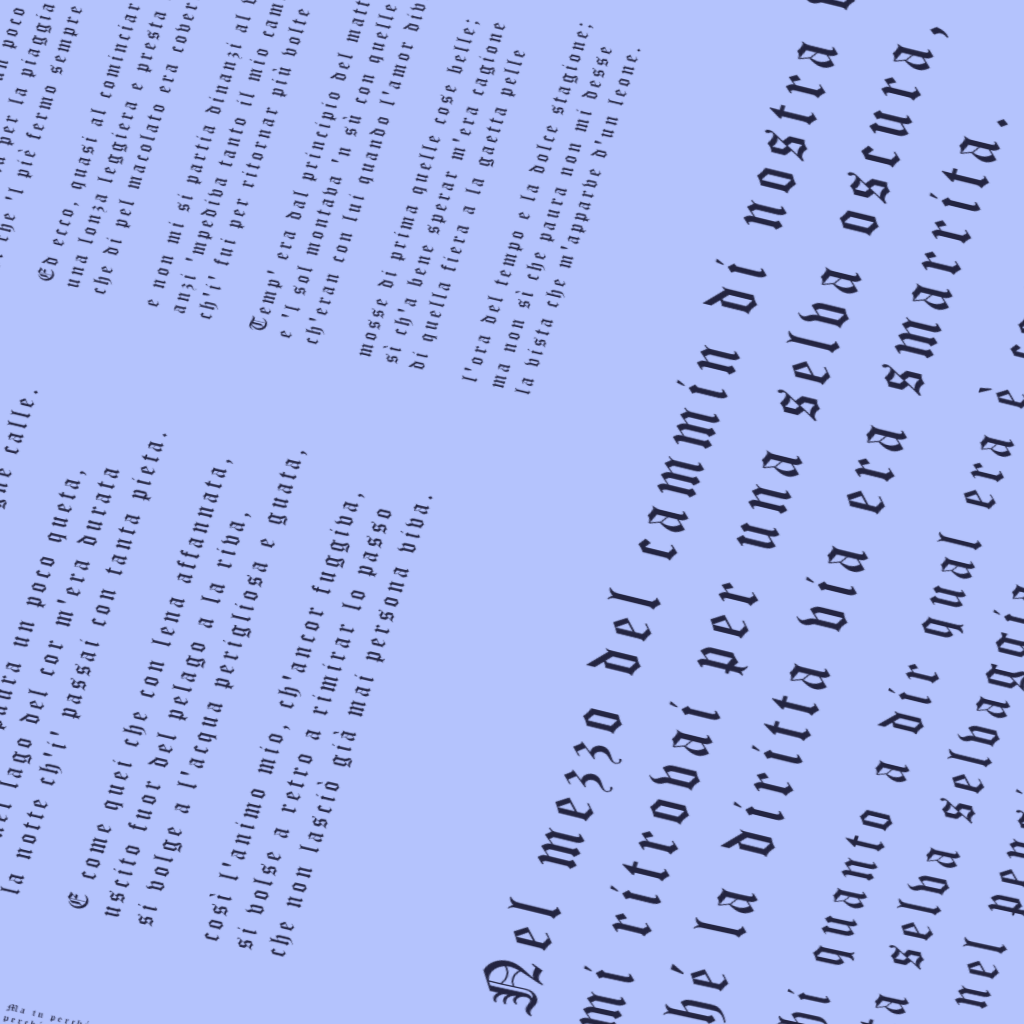 Nel mezzo del cammin di nostra
mi ritrovai per una selva oscura,
hé la diritta via era smarrita.
hi quanto a dir qual era è
ta selva selvaggia
nel
calle.
paura un poco queta,
nel lago del cor m'era durata
la notte ch'i' passai con tanta pieta.
E come quei che con lena affannata,
uscito fuor del pelago a la riva,
si volge a l'acqua perigliosa e guata,
così l'animo mio, ch'ancor fuggiva,
si volse a retro a rimirar lo passo
che non lasciò già mai persona viva.
un poco
per la piaggia
che 'l piè fermo sempre
Ed ecco, quasi al cominciar
una lonza leggiera e presta
che di pel macolato era cover
e non mi si partia dinanzi al v
anzi 'mpediva tanto il mio cam
ch'i' fui per ritornar più volte
Temp' era dal principio del matt
e 'l sol montava 'n sù con quelle
ch'eran con lui quando l'amor div
mosse di prima quelle cose belle;
sì ch'a bene sperar m'era cagione
di quella fiera a la gaetta pelle
l'ora del tempo e la dolce stagione;
ma non sì che paura non mi desse
la vista che m'apparve d'un leone.
Ma tu perché
perché